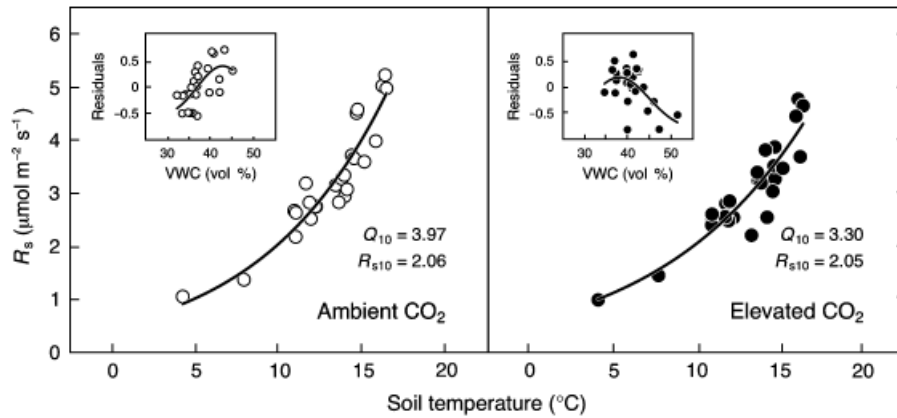 6
5
4
3
2
1
0
R_s (μmol m⁻² s⁻¹)
Residuals
0.5
0
−0.5
30 40 50
VWC (vol %)
Q₁₀ = 3.97
R_s10 = 2.06
Ambient CO₂
0 5 10 15 20
Residuals
0.5
0
−0.5
30 40 50
VWC (vol %)
Q₁₀ = 3.30
R_s10 = 2.05
Elevated CO₂
0 5 10 15 20
Soil temperature (°C)